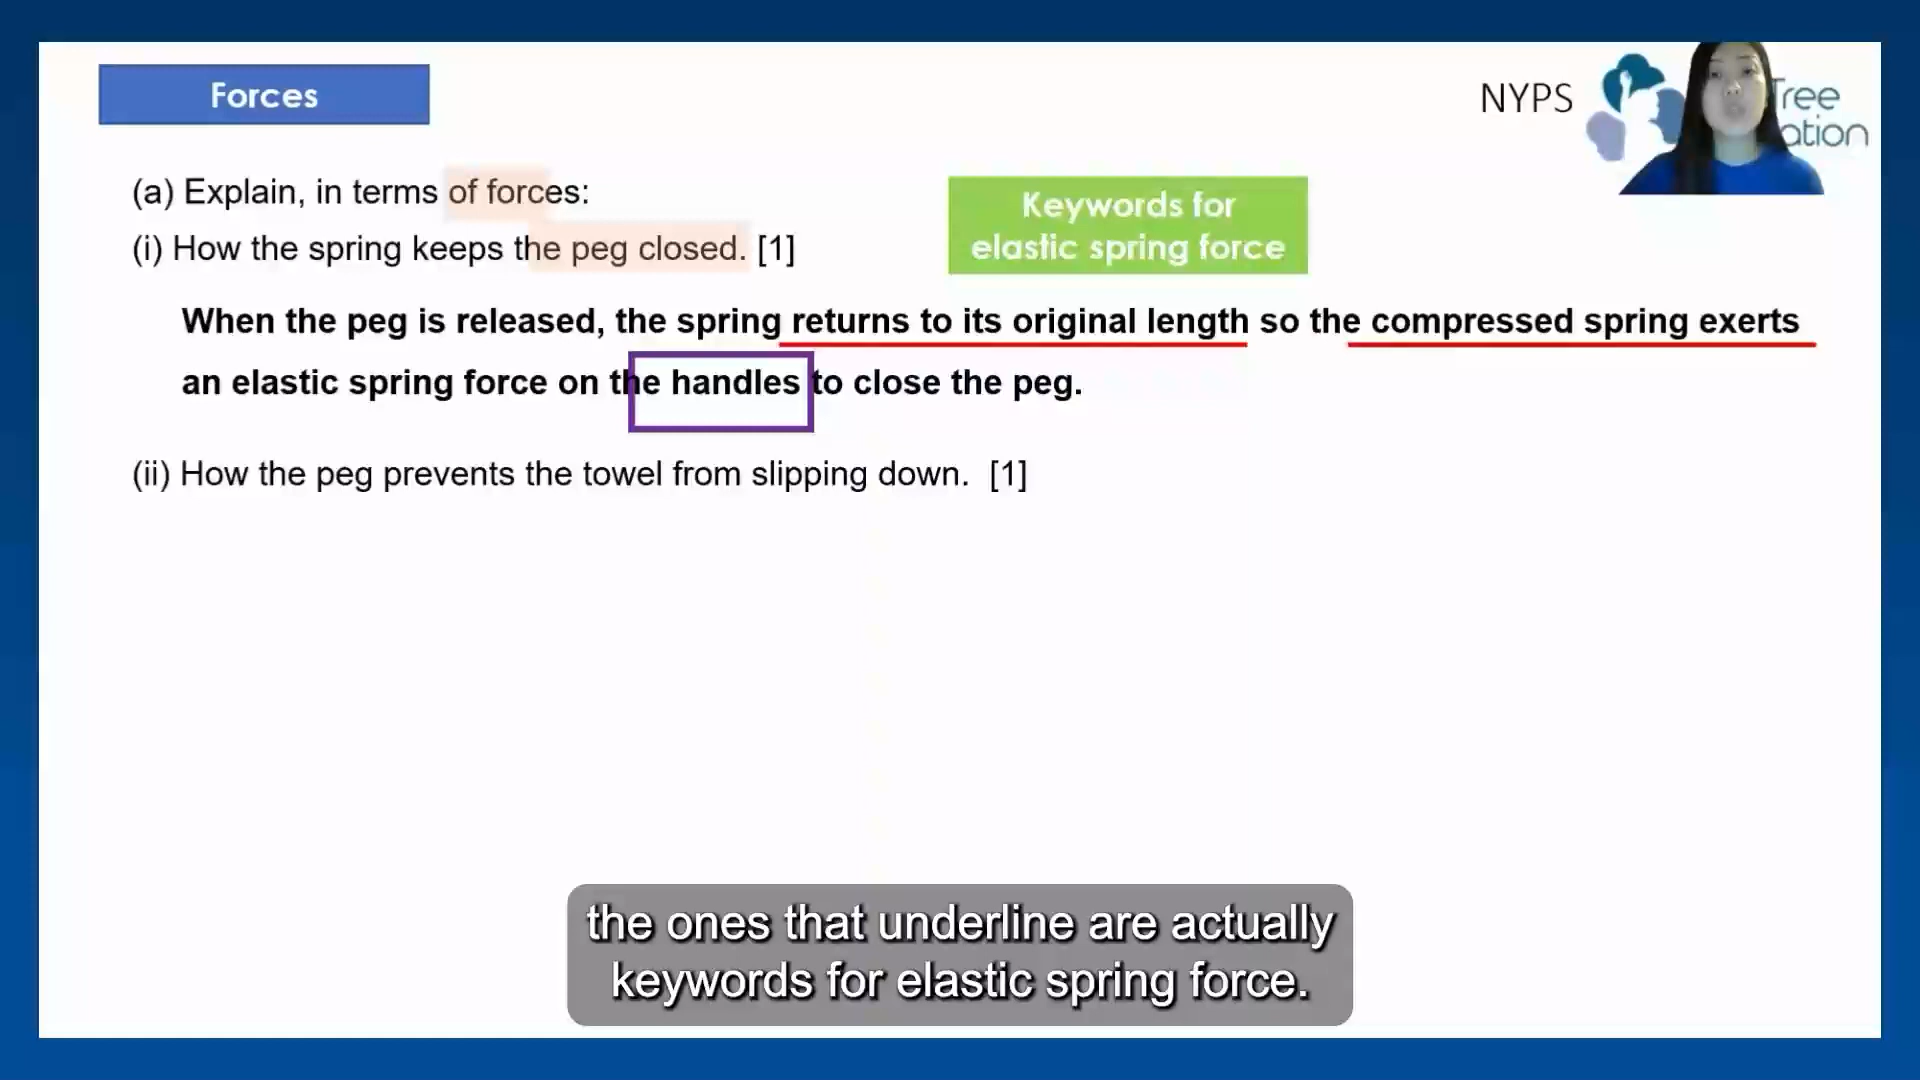 Forces
NYPS
Tree
ation
(a) Explain, in terms of forces:
Keywords for
elastic spring force
(i) How the spring keeps the peg closed. [1]
When the peg is released, the spring returns to its original length so the compressed spring exerts
an elastic spring force on the handles to close the peg.
(ii) How the peg prevents the towel from slipping down. [1]
the ones that underline are actually
keywords for elastic spring force.